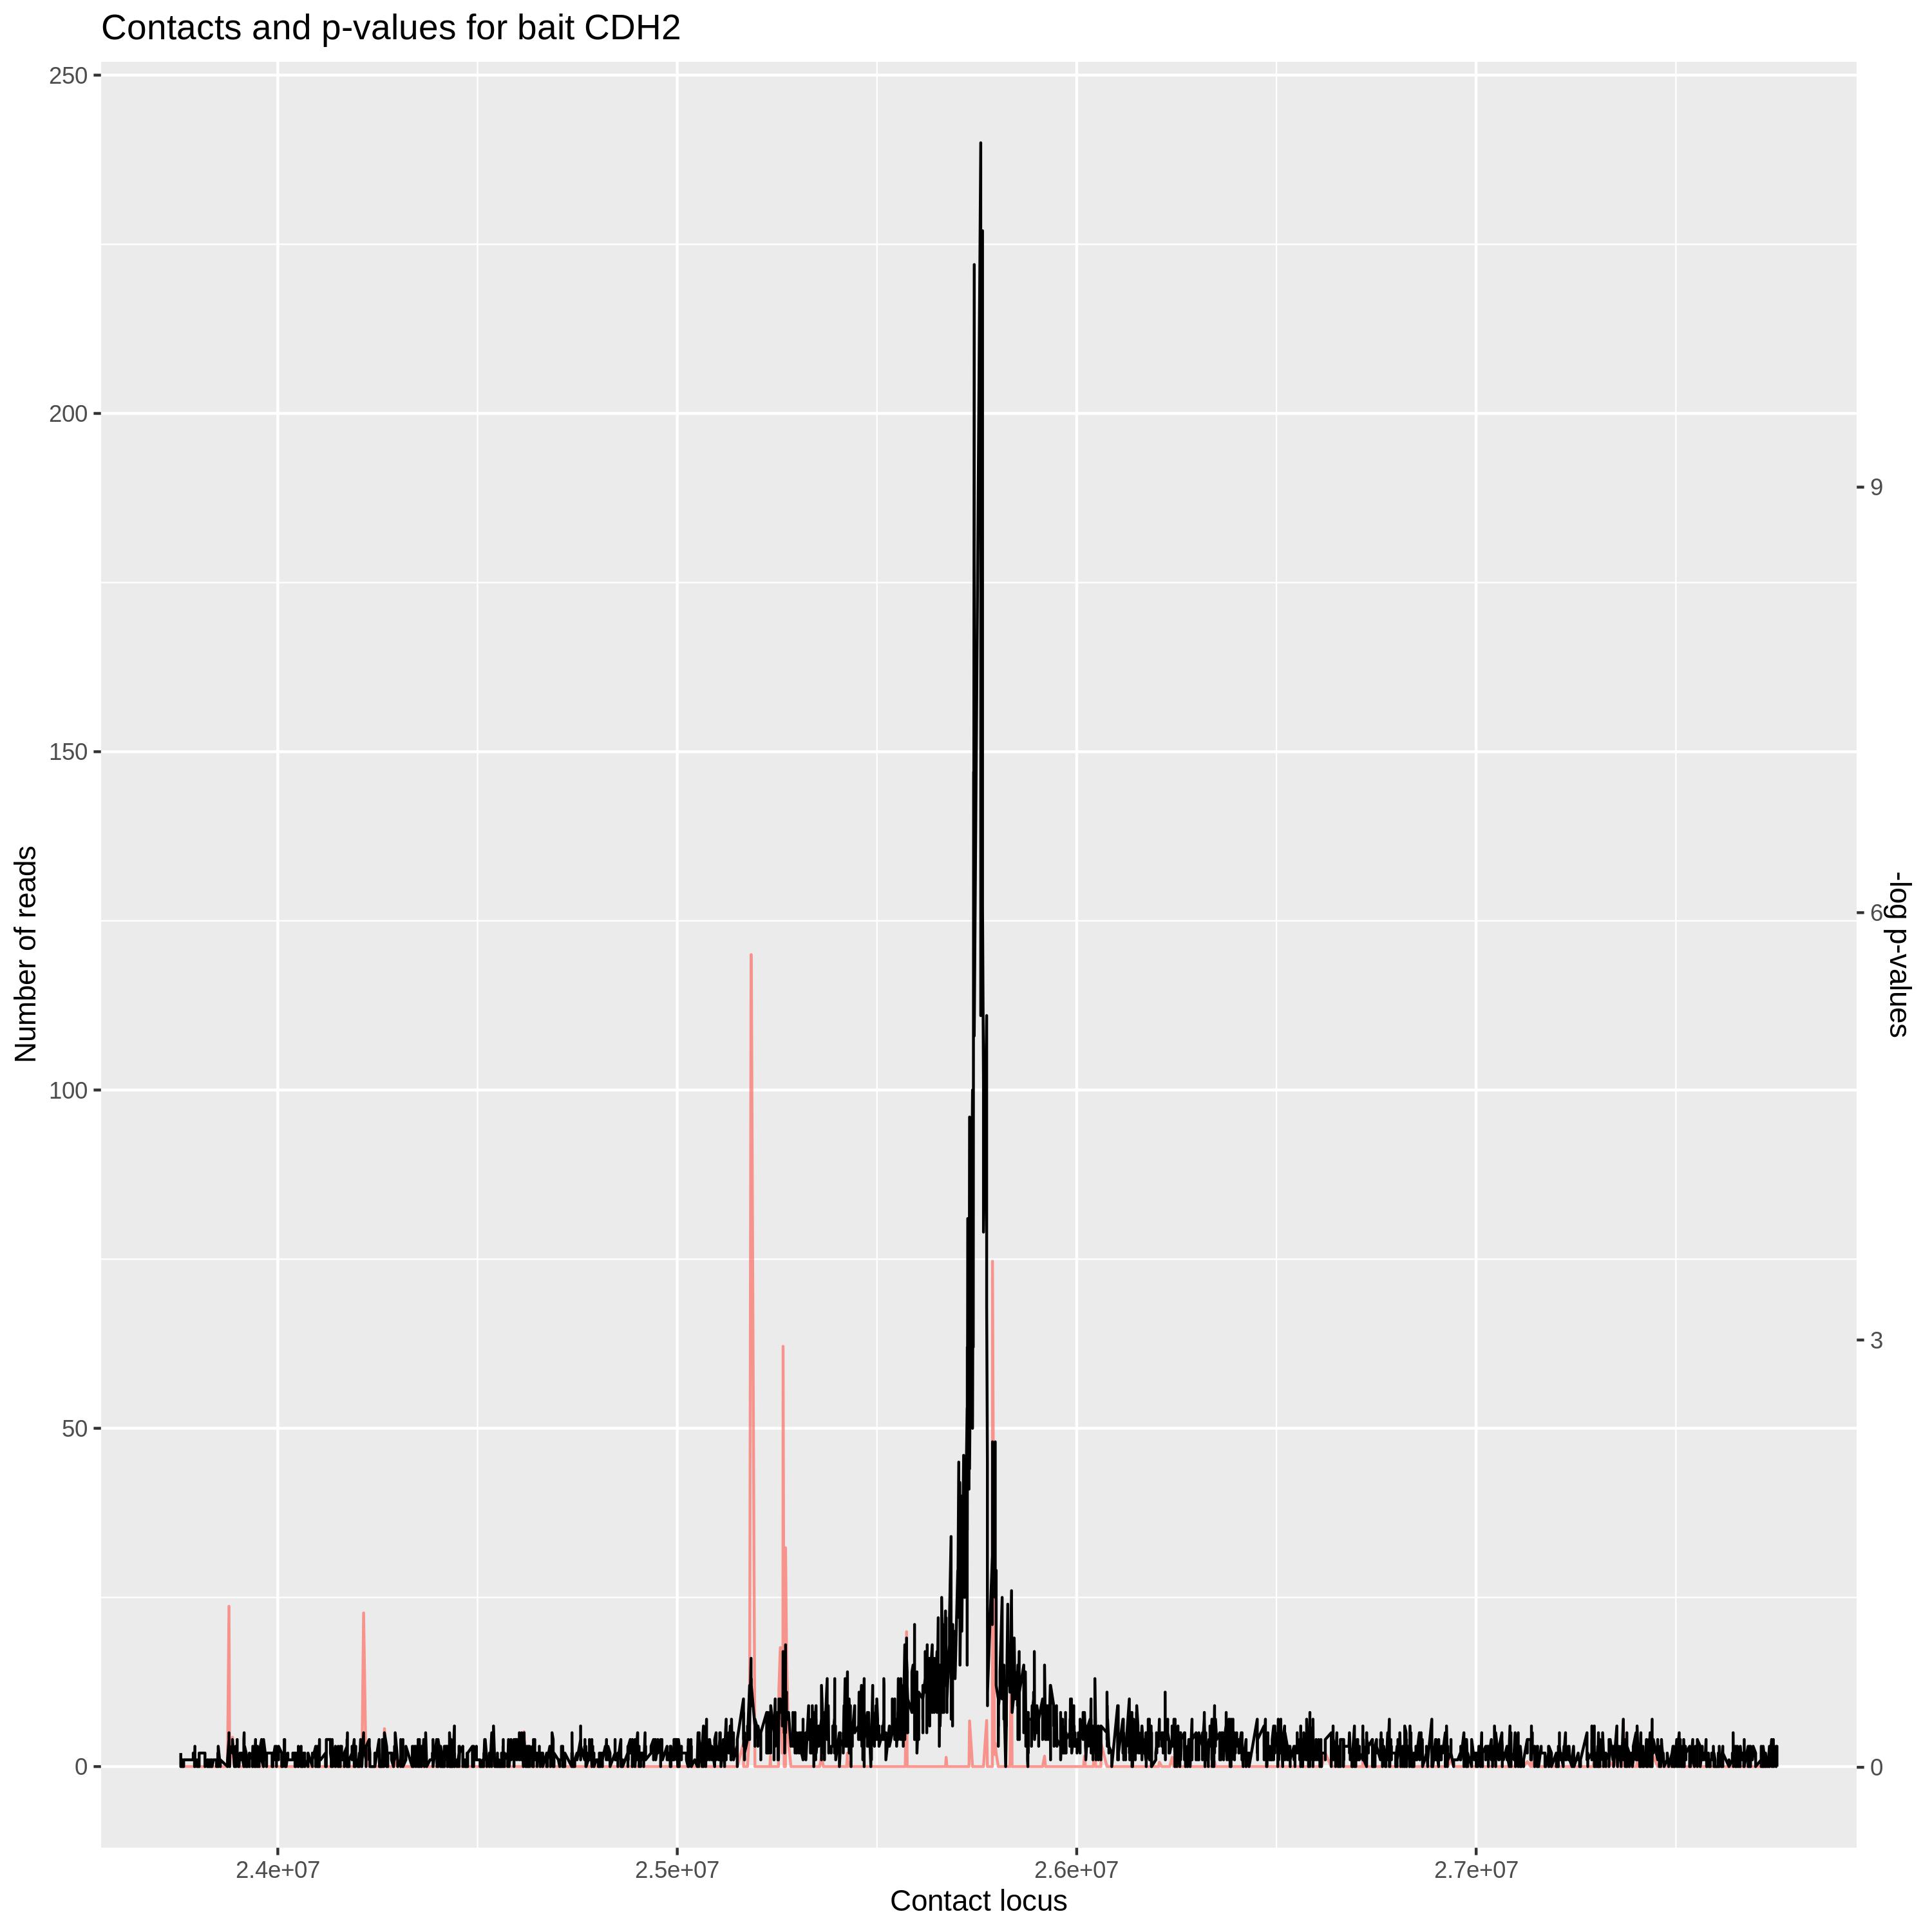 Contacts and p-values for bait CDH2
250
200
150
100
50
0
Number of reads
9
6
3
0
-log p-values
2.4e+07
2.5e+07
2.6e+07
2.7e+07
Contact locus